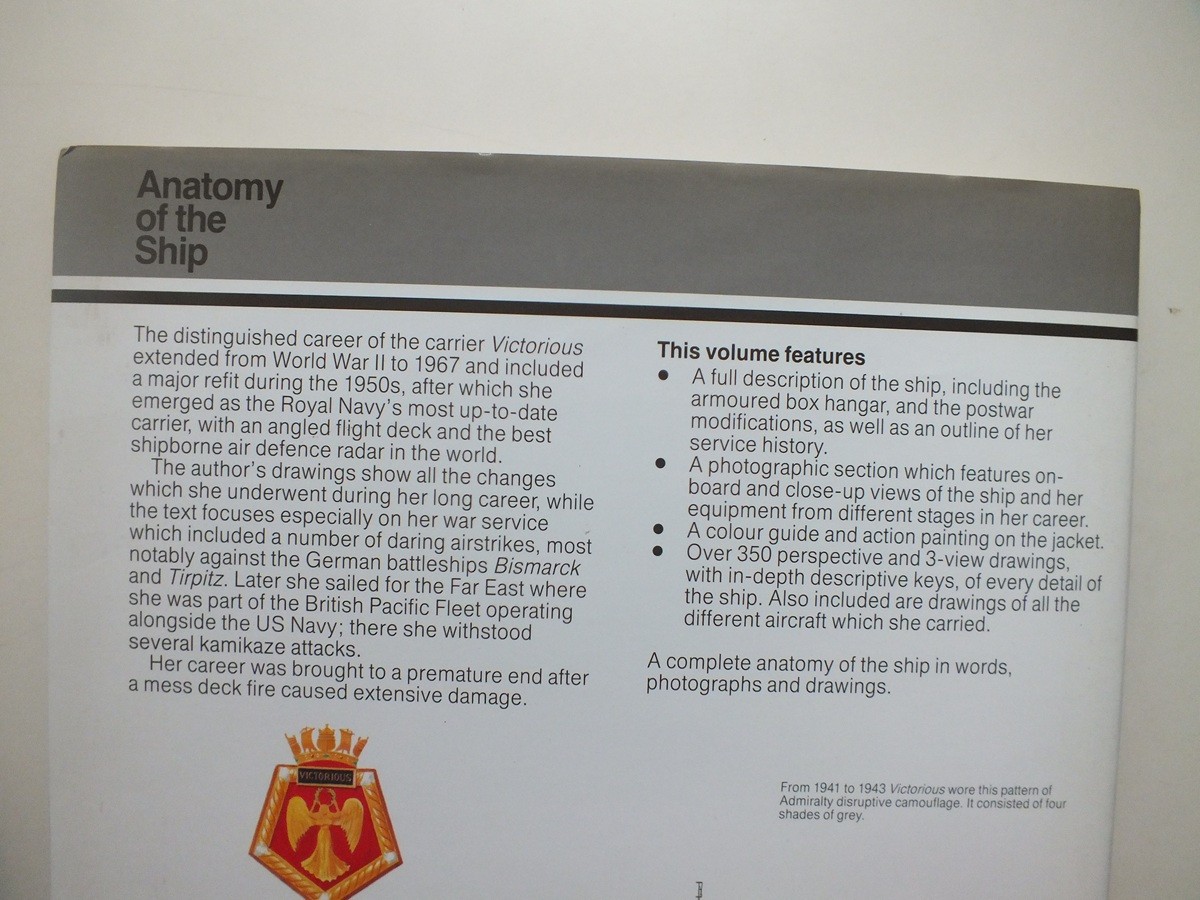 Anatomy
of the
Ship
The distinguished career of the carrier Victorious
extended from World War II to 1967 and included
a major refit during the 1950s, after which she
emerged as the Royal Navy's most up-to-date
carrier, with an angled flight deck and the best
shipborne air defence radar in the world.
The author's drawings show all the changes
which she underwent during her long career, while
the text focuses especially on her war service
which included a number of daring airstrikes, most
notably against the German battleships Bismarck
and Tirpitz. Later she sailed for the Far East where
she was part of the British Pacific Fleet operating
alongside the US Navy; there she withstood
several kamikaze attacks.
Her career was brought to a premature end after
a mess deck fire caused extensive damage.
This volume features
● A full description of the ship, including the
armoured box hangar, and the postwar
modifications, as well as an outline of her
service history.
● A photographic section which features on-
board and close-up views of the ship and her
equipment from different stages in her career.
● A colour guide and action painting on the jacket.
● Over 350 perspective and 3-view drawings,
with in-depth descriptive keys, of every detail of
the ship. Also included are drawings of all the
different aircraft which she carried.
A complete anatomy of the ship in words,
photographs and drawings.
VICTORIOUS
From 1941 to 1943 Victorious wore this pattern of
Admiralty disruptive camouflage. It consisted of four
shades of grey.